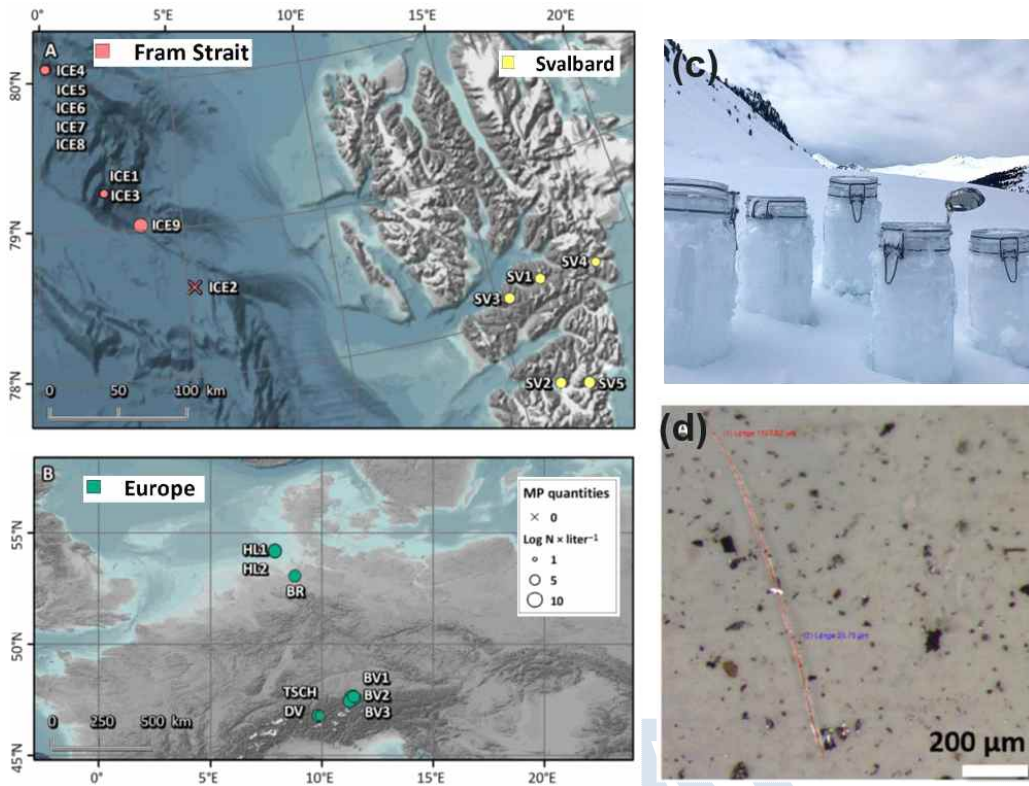 0°
5°E
10°E
15°E
20°E
A
Fram Strait
Svalbard
80°N
79°N
78°N
ICE4
ICE5
ICE6
ICE7
ICE8
ICE1
ICE3
ICE9
ICE2
SV4
SV1
SV3
SV2
SV5
0 50 100 km
B
Europe
MP quantities
0
Log N × liter⁻¹
1
5
10
55°N
50°N
45°N
HL1
HL2
BR
TSCH
DV
BV1
BV2
BV3
0 250 500 km
0°
5°E
10°E
15°E
20°E
(c)
(d)
200 µm